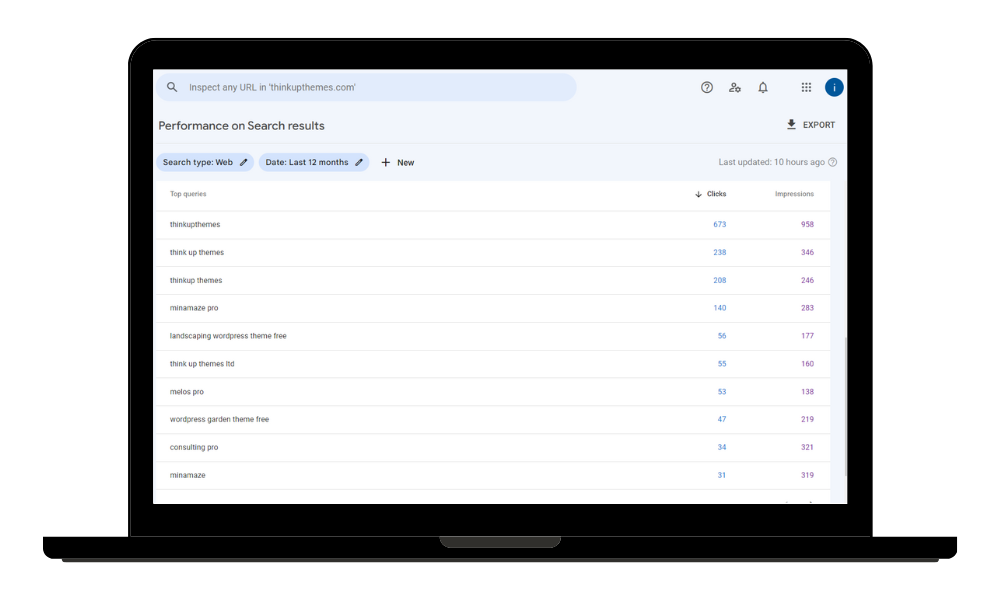 Inspect any URL in 'thinkupthemes.com'
i
Performance on Search results
EXPORT
Search type: Web
Date: Last 12 months
+ New
Last updated: 10 hours ago
Top queries Clicks Impressions
thinkupthemes 673 958
think up themes 238 346
thinkup themes 208 246
minamaze pro 140 283
landscaping wordpress theme free 56 177
think up themes ltd 55 160
melos pro 53 138
wordpress garden theme free 47 219
consulting pro 34 321
minamaze 31 319